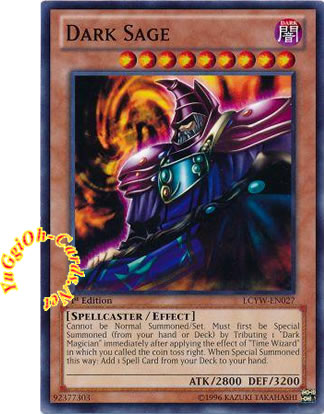 DARK SAGE
DARK
闇
YuGgiOh-Cards.Net
1st Edition
LCYW-EN027
[SPELLCASTER / EFFECT]
Cannot be Normal Summoned/Set. Must first be Special
Summoned (from your hand or Deck) by Tributing 1 "Dark
Magician" immediately after applying the effect of "Time Wizard"
in which you called the coin toss right. When Special Summoned
this way: Add 1 Spell Card from your Deck to your hand.
ATK/2800 DEF/3200
92377303
©1996 KAZUKI TAKAHASHI